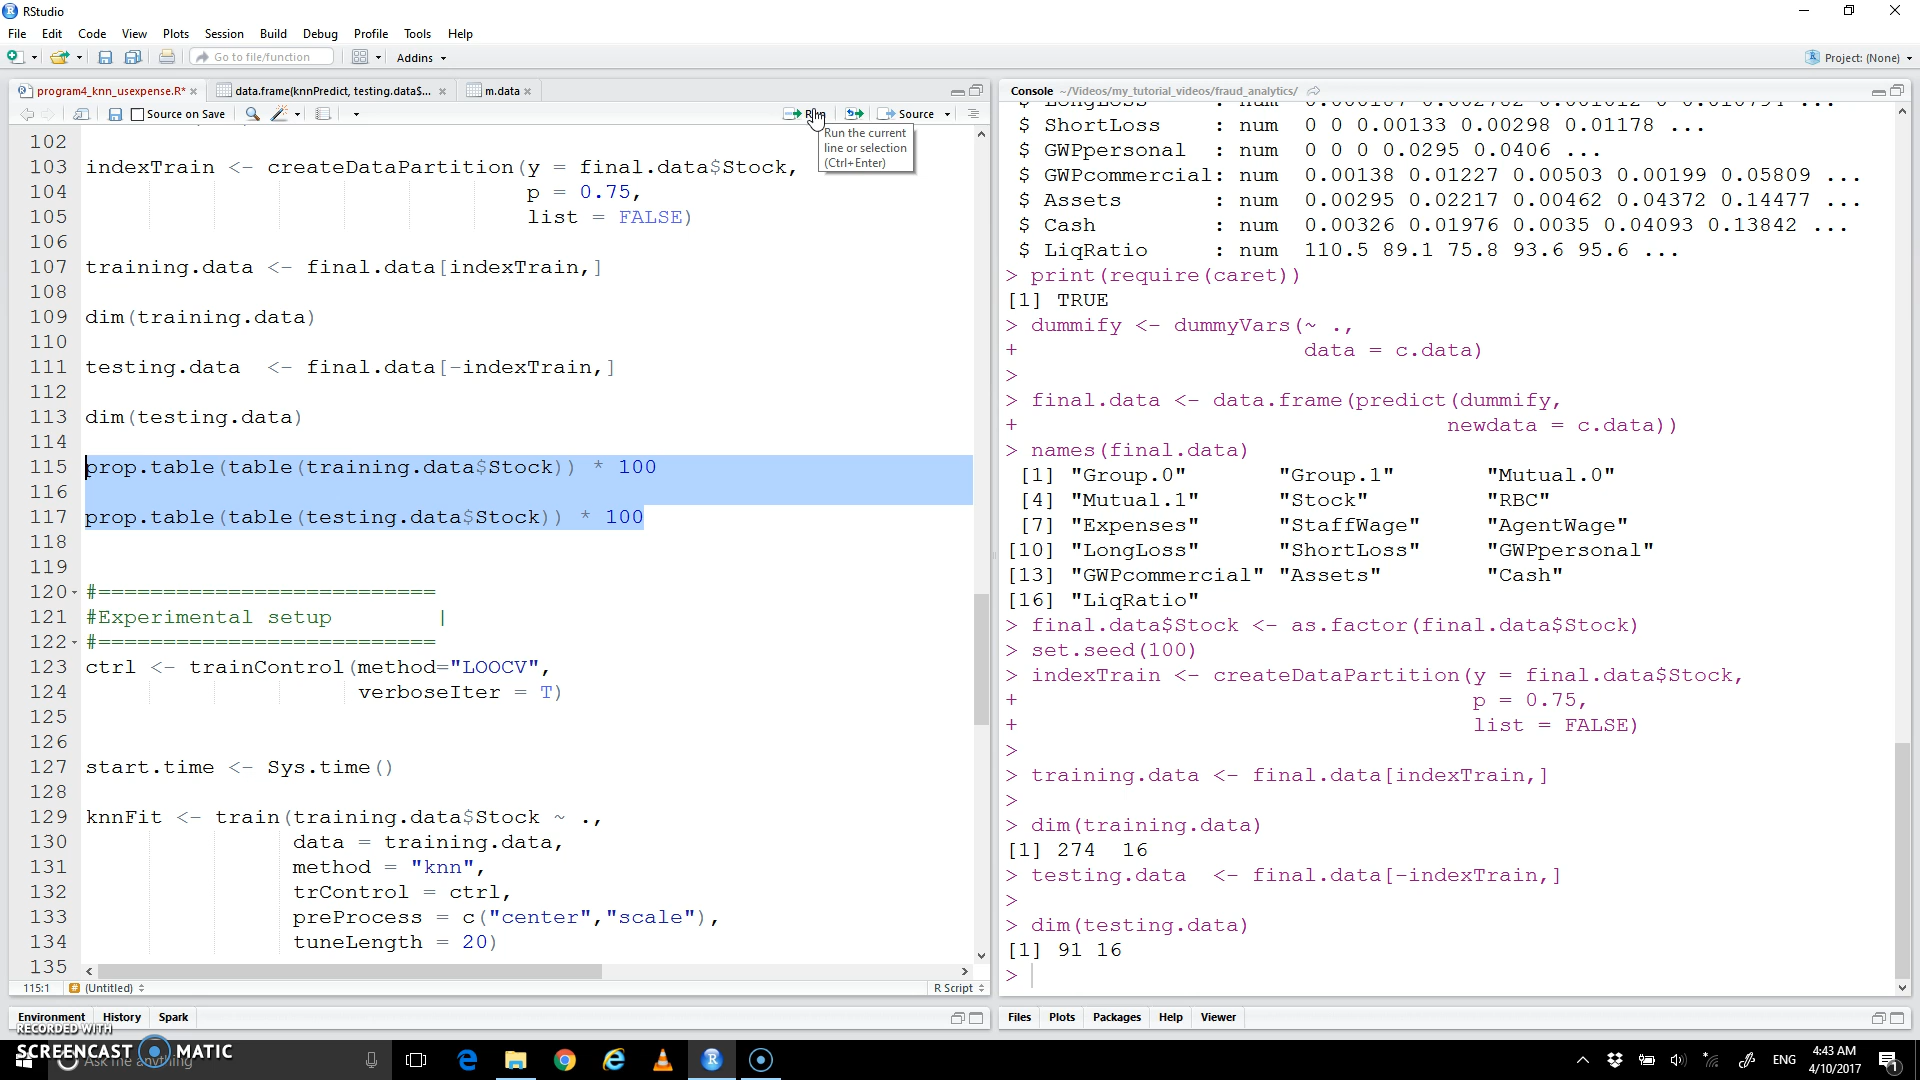 RStudio
File Edit Code View Plots Session Build Debug Profile Tools Help
Go to file/function
Addins
Project: (None)
program4_knn_usexpense.R*
data.frame(knnPredict, testing.data$...
m.data
Source on Save
Source
Run the current
line or selection
(Ctrl+Enter)
102
103 indexTrain <- createDataPartition(y = final.data$Stock,
104 p = 0.75,
105 list = FALSE)
106
107 training.data <- final.data[indexTrain,]
108
109 dim(training.data)
110
111 testing.data  <- final.data[-indexTrain,]
112
113 dim(testing.data)
114
115 prop.table(table(training.data$Stock)) * 100
116
117 prop.table(table(testing.data$Stock)) * 100
118
119
120 #==========================
121 #Experimental setup        |
122 #==========================
123 ctrl <- trainControl(method="LOOCV",
124 verboseIter = T)
125
126
127 start.time <- Sys.time()
128
129 knnFit <- train(training.data$Stock ~ .,
130 data = training.data,
131 method = "knn",
132 trControl = ctrl,
133 preProcess = c("center","scale"),
134 tuneLength = 20)
135
115:1 (Untitled) R Script
Environment History Spark
Console ~/Videos/my_tutorial_videos/fraud_analytics/
$ ShortLoss    : num  0 0 0.00133 0.00298 0.01178 ...
$ GWPpersonal  : num  0 0 0 0.0295 0.0406 ...
$ GWPcommercial: num  0.00138 0.01227 0.00503 0.00199 0.05809 ...
$ Assets       : num  0.00295 0.02217 0.00462 0.04372 0.14477 ...
$ Cash         : num  0.00326 0.01976 0.0035 0.04093 0.13842 ...
$ LiqRatio     : num  110.5 89.1 75.8 93.6 95.6 ...
> print(require(caret))
[1] TRUE
> dummify <- dummyVars(~ .,
+ data = c.data)
>
> final.data <- data.frame(predict(dummify,
+ newdata = c.data))
> names(final.data)
[1] "Group.0" "Group.1" "Mutual.0"
[4] "Mutual.1" "Stock" "RBC"
[7] "Expenses" "StaffWage" "AgentWage"
[10] "LongLoss" "ShortLoss" "GWPpersonal"
[13] "GWPcommercial" "Assets" "Cash"
[16] "LiqRatio"
> final.data$Stock <- as.factor(final.data$Stock)
> set.seed(100)
> indexTrain <- createDataPartition(y = final.data$Stock,
+ p = 0.75,
+ list = FALSE)
>
> training.data <- final.data[indexTrain,]
>
> dim(training.data)
[1] 274  16
> testing.data  <- final.data[-indexTrain,]
>
> dim(testing.data)
[1] 91 16
>
Files Plots Packages Help Viewer
RECORDED WITH
SCREENCAST MATIC
Ask me anything
ENG
4:43 AM
4/10/2017
1